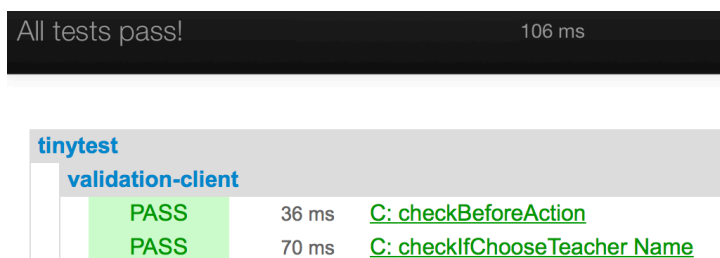 All tests pass! 106 ms
tinytest
validation-client
PASS 36 ms C: checkBeforeAction
PASS 70 ms C: checkIfChooseTeacher Name